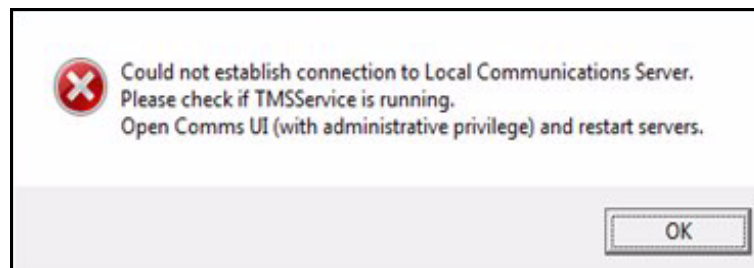 Could not establish connection to Local Communications Server.
Please check if TMSService is running.
Open Comms UI (with administrative privilege) and restart servers.
OK